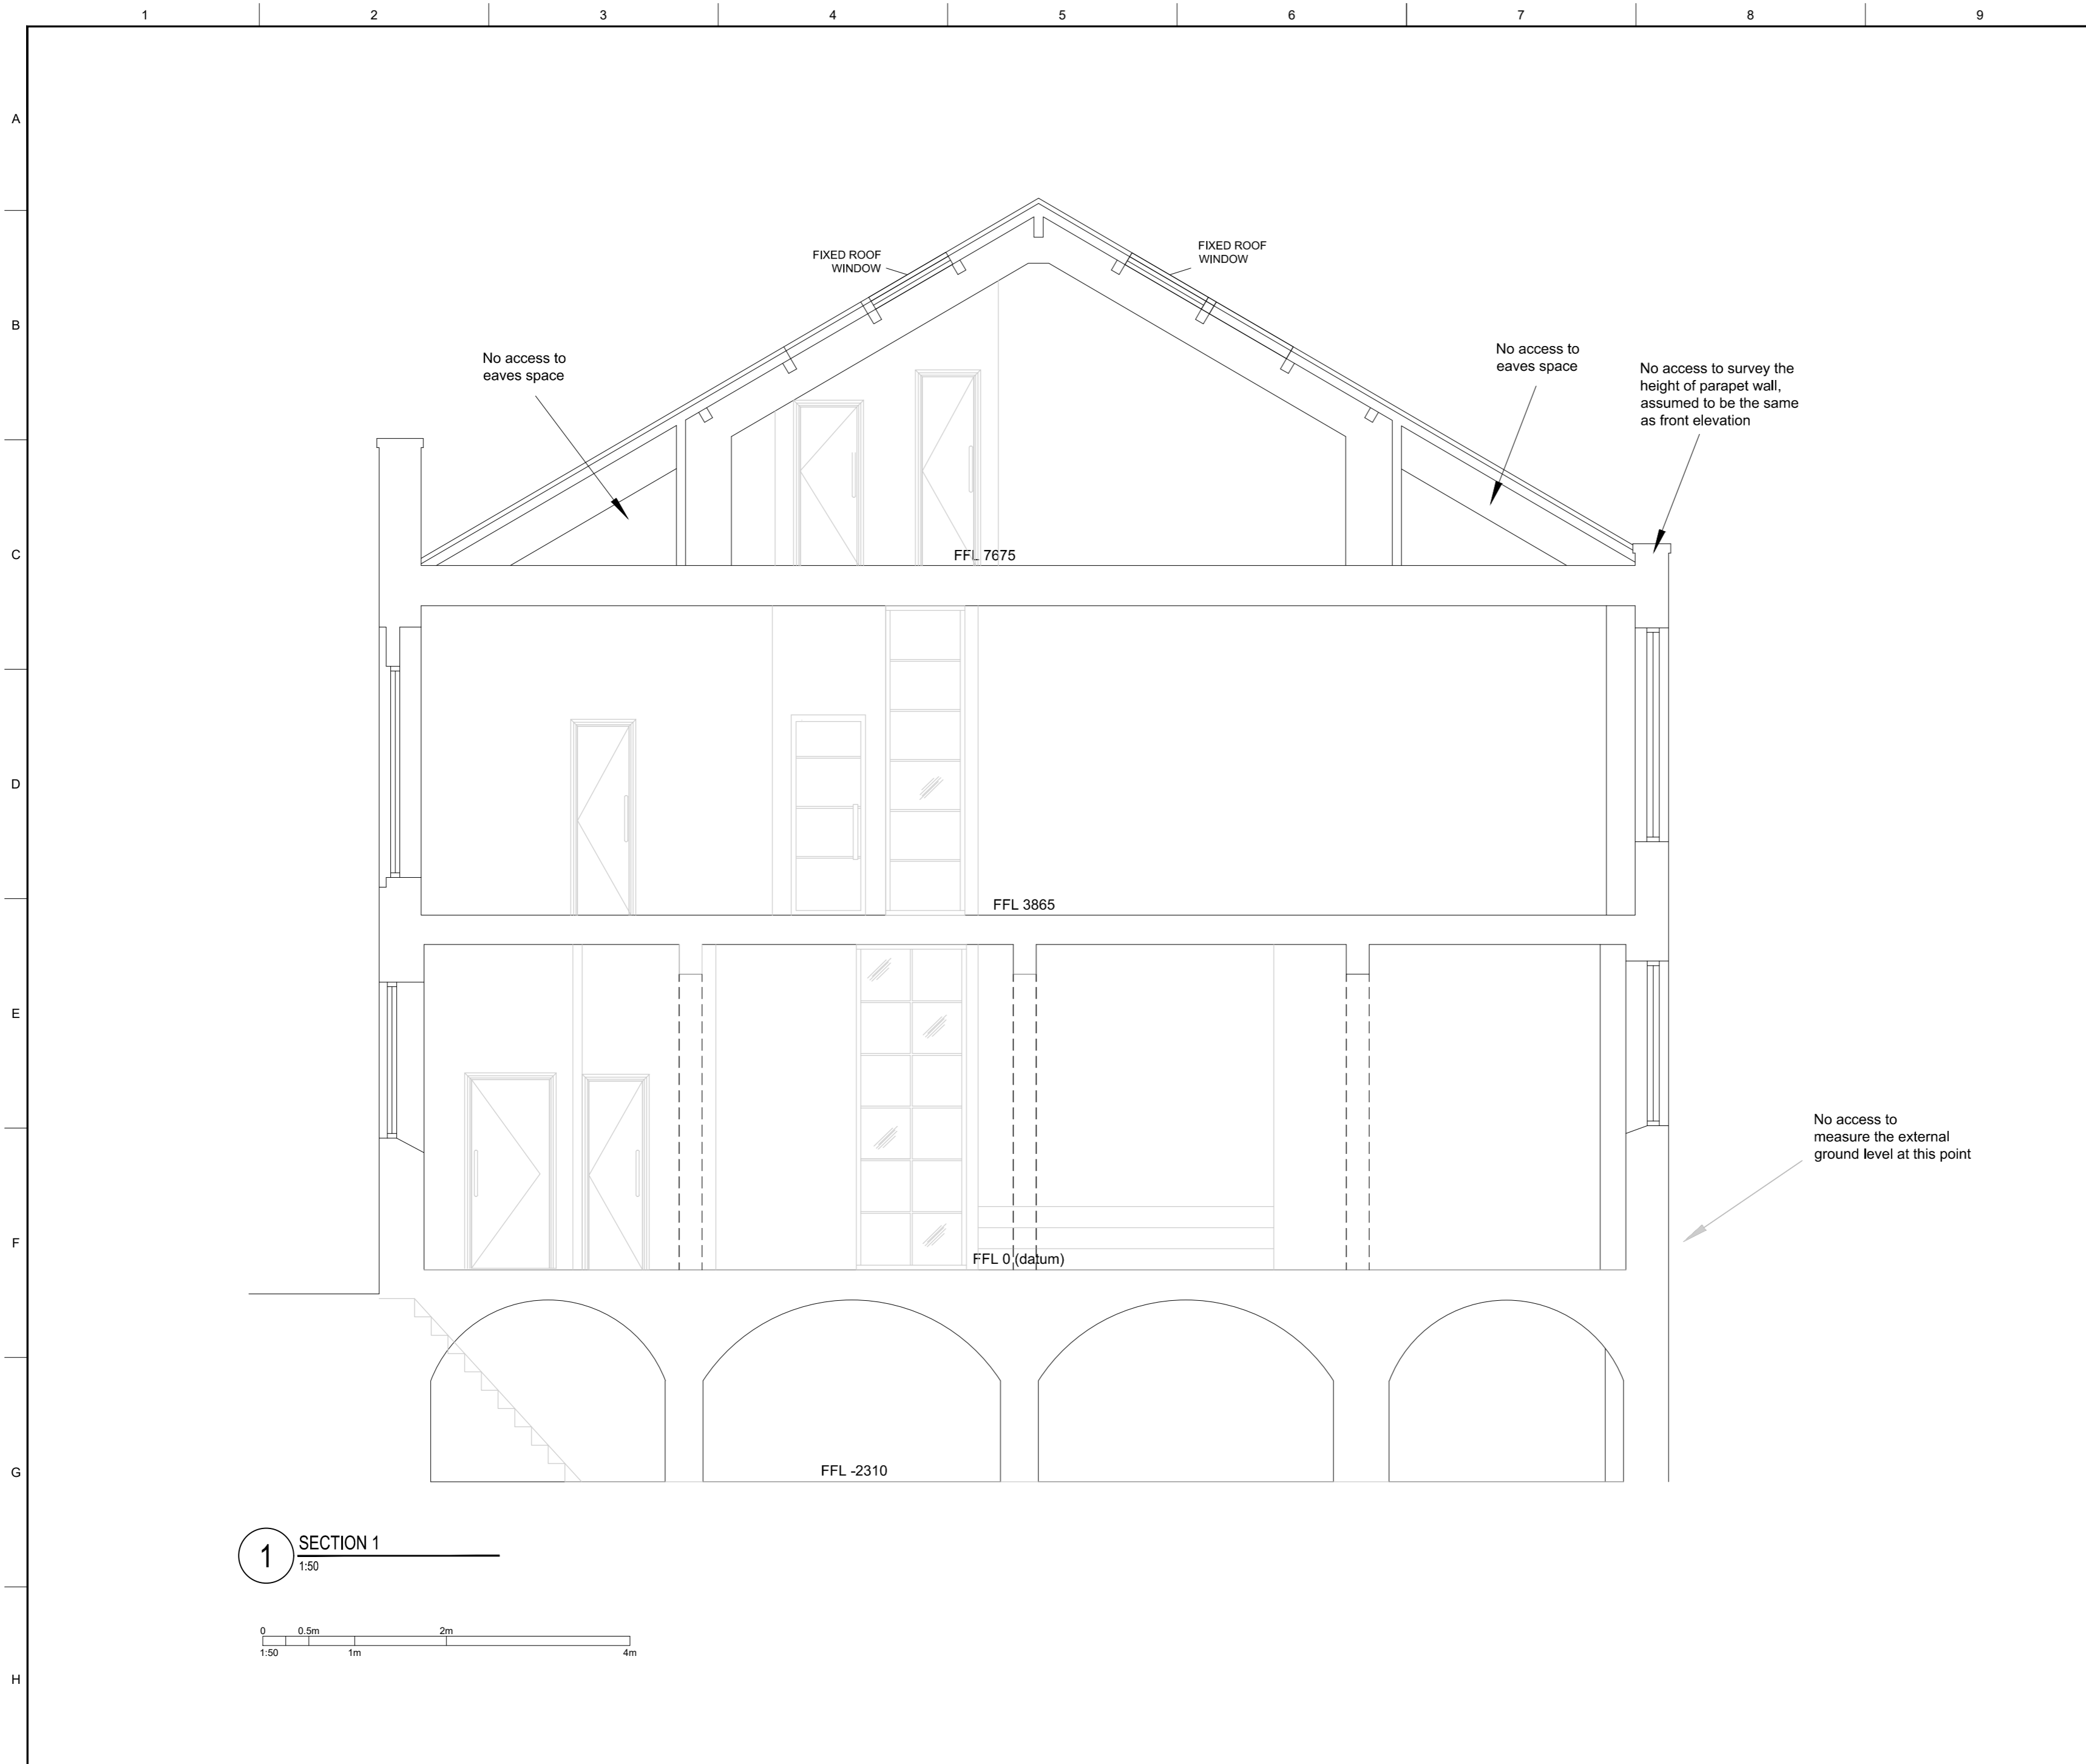 1 2 3 4 5 6 7 8 9
A
B
C
D
E
F
G
H
FIXED ROOF
WINDOW
FIXED ROOF
WINDOW
No access to
eaves space
No access to
eaves space
No access to survey the
height of parapet wall,
assumed to be the same
as front elevation
FFL 7675
FFL 3865
No access to
measure the external
ground level at this point
FFL 0 (datum)
FFL -2310
1 SECTION 1
1:50
0 0.5m 2m
1:50 1m 4m